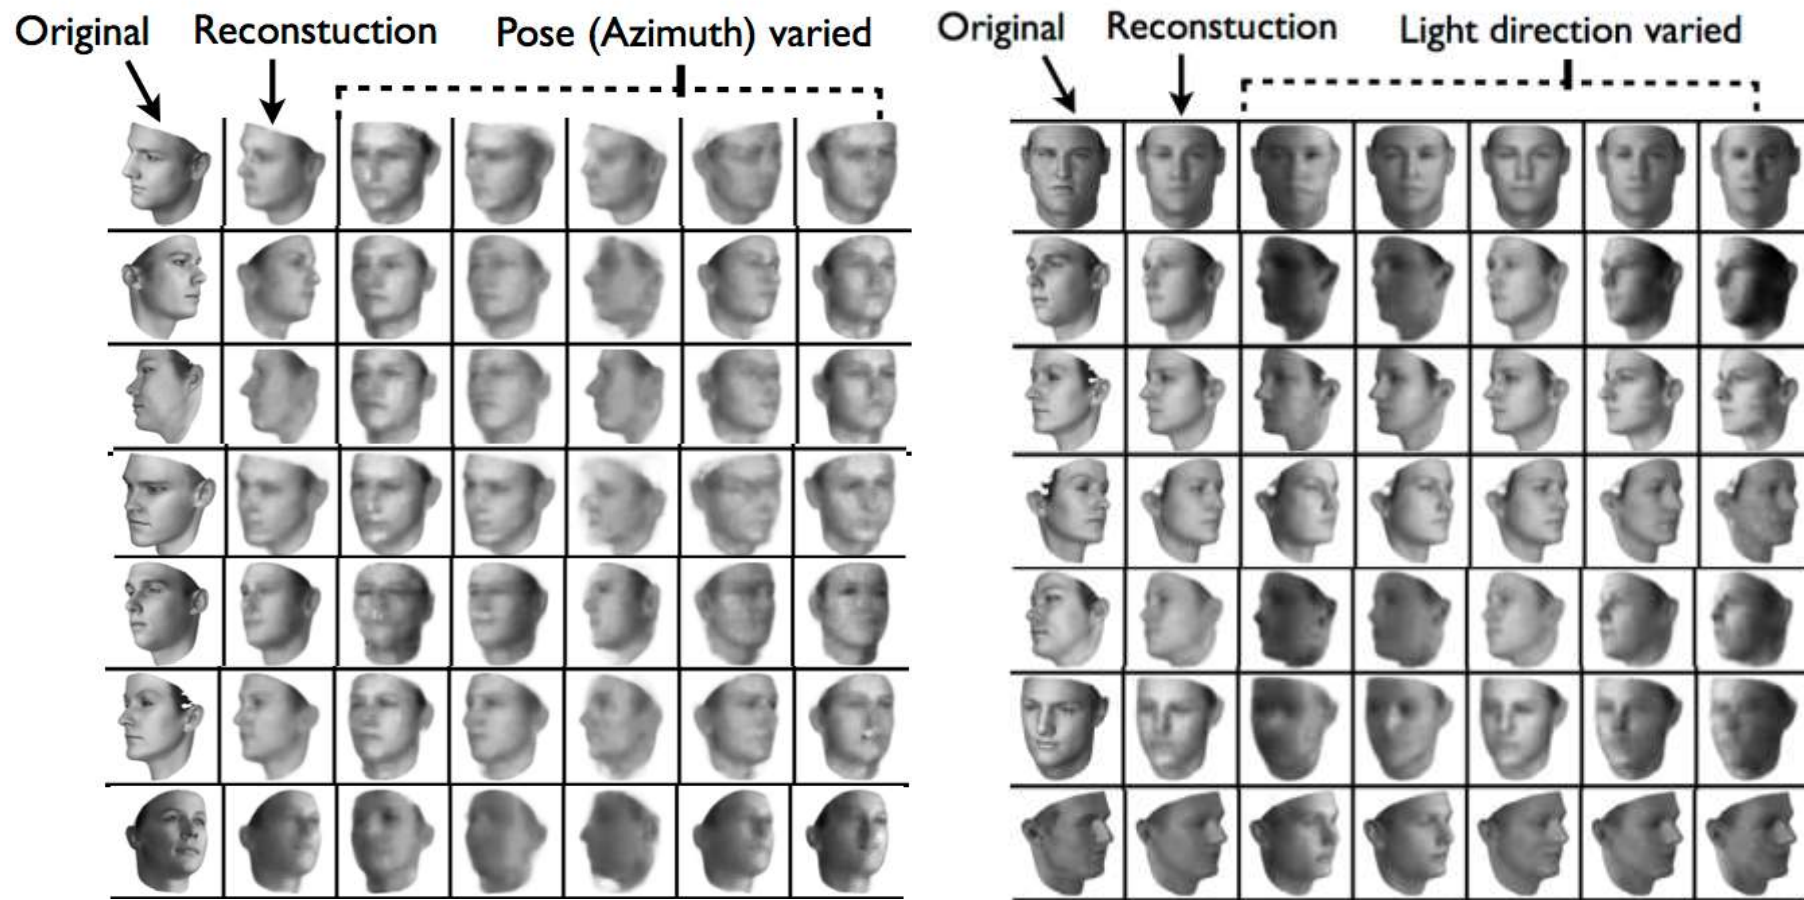 Original Reconstuction Pose (Azimuth) varied
Original Reconstuction Light direction varied